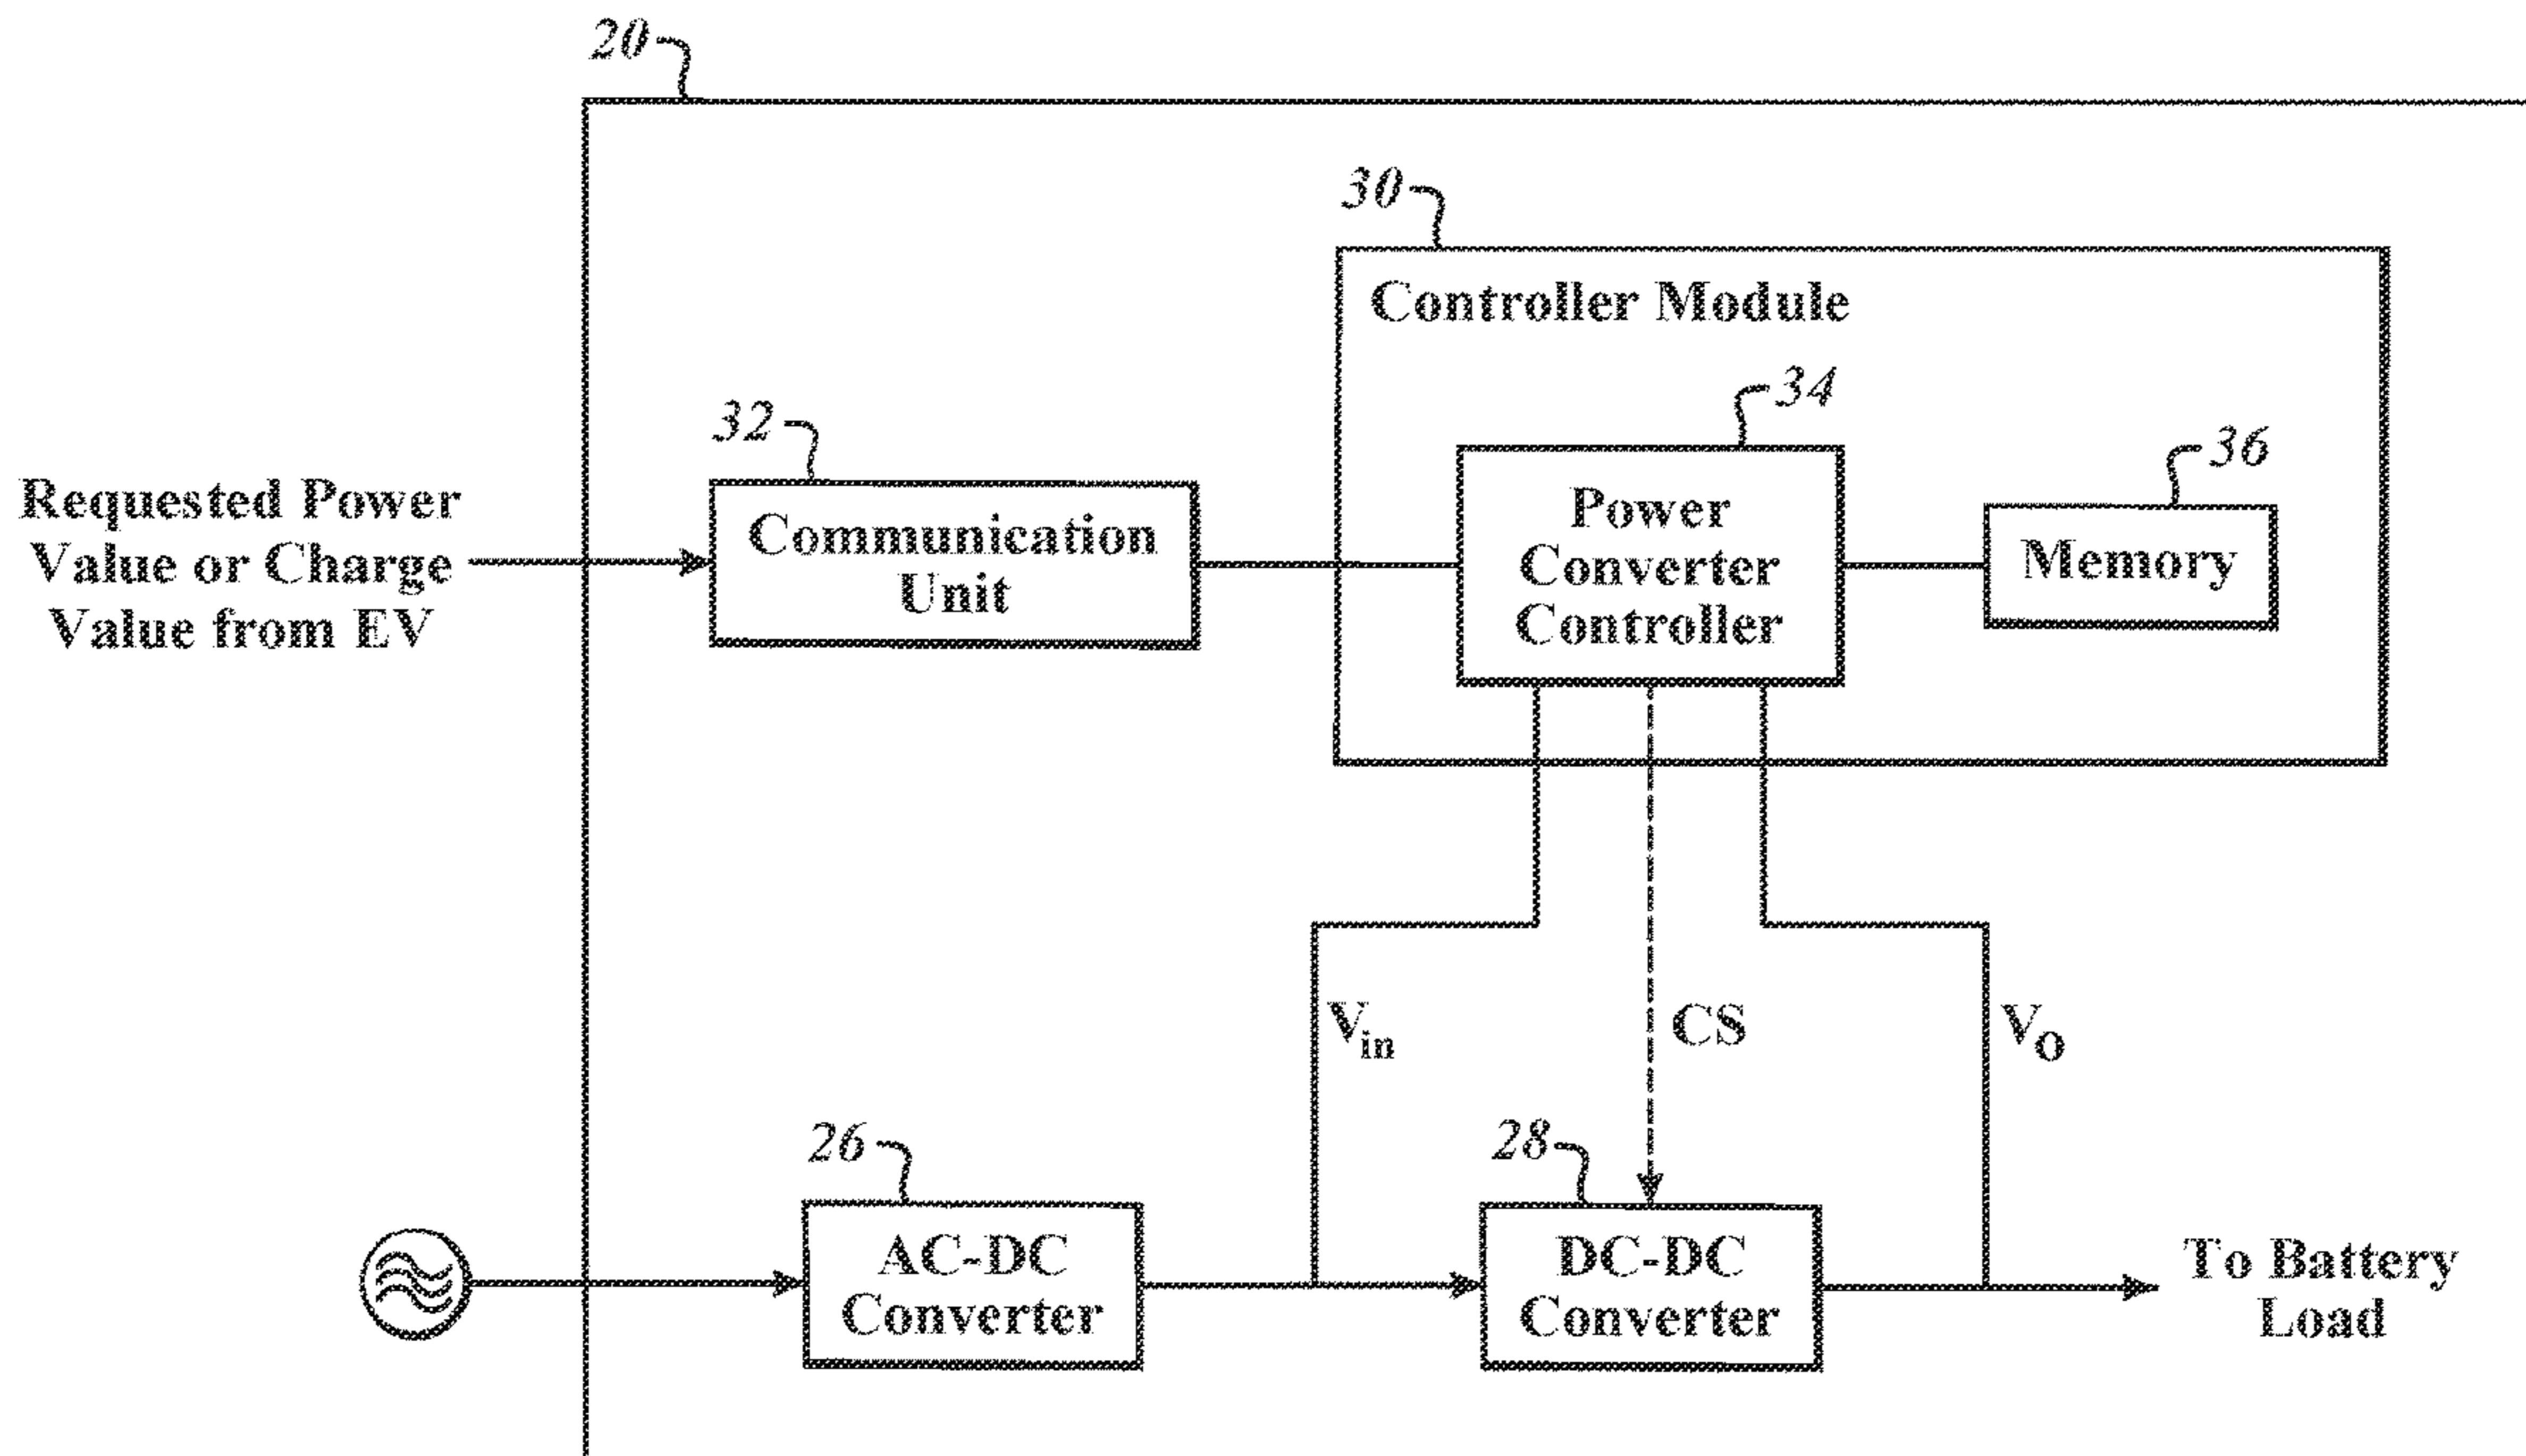 20
30
Controller Module
34
32
36
Requested Power
Value or Charge
Value from EV
Communication
Unit
Power
Converter
Controller
Memory
Vin
CS
VO
26
28
AC-DC
Converter
DC-DC
Converter
To Battery
Load